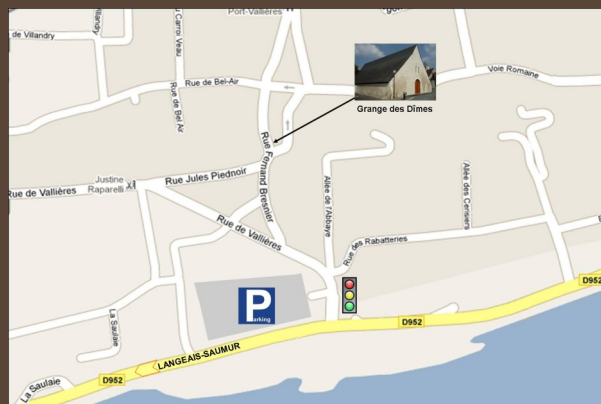 Port-Vallières
de Villandry
du Carroi Veau
Rue de Bel-Air
Rue de Bel Air
Voie Romaine
Grange des Dîmes
Rue Fernand Bresnier
Rue Jules Piednoir
Justine
Raparelli
Rue de Vallières
Rue de Vallières
Allée de l'Abbaye
Allée des Cerisiers
Rue des Rabatteries
P
Parking
La Saulaie
La Saulaie
D952
D952
D952
LANGEAIS-SAUMUR